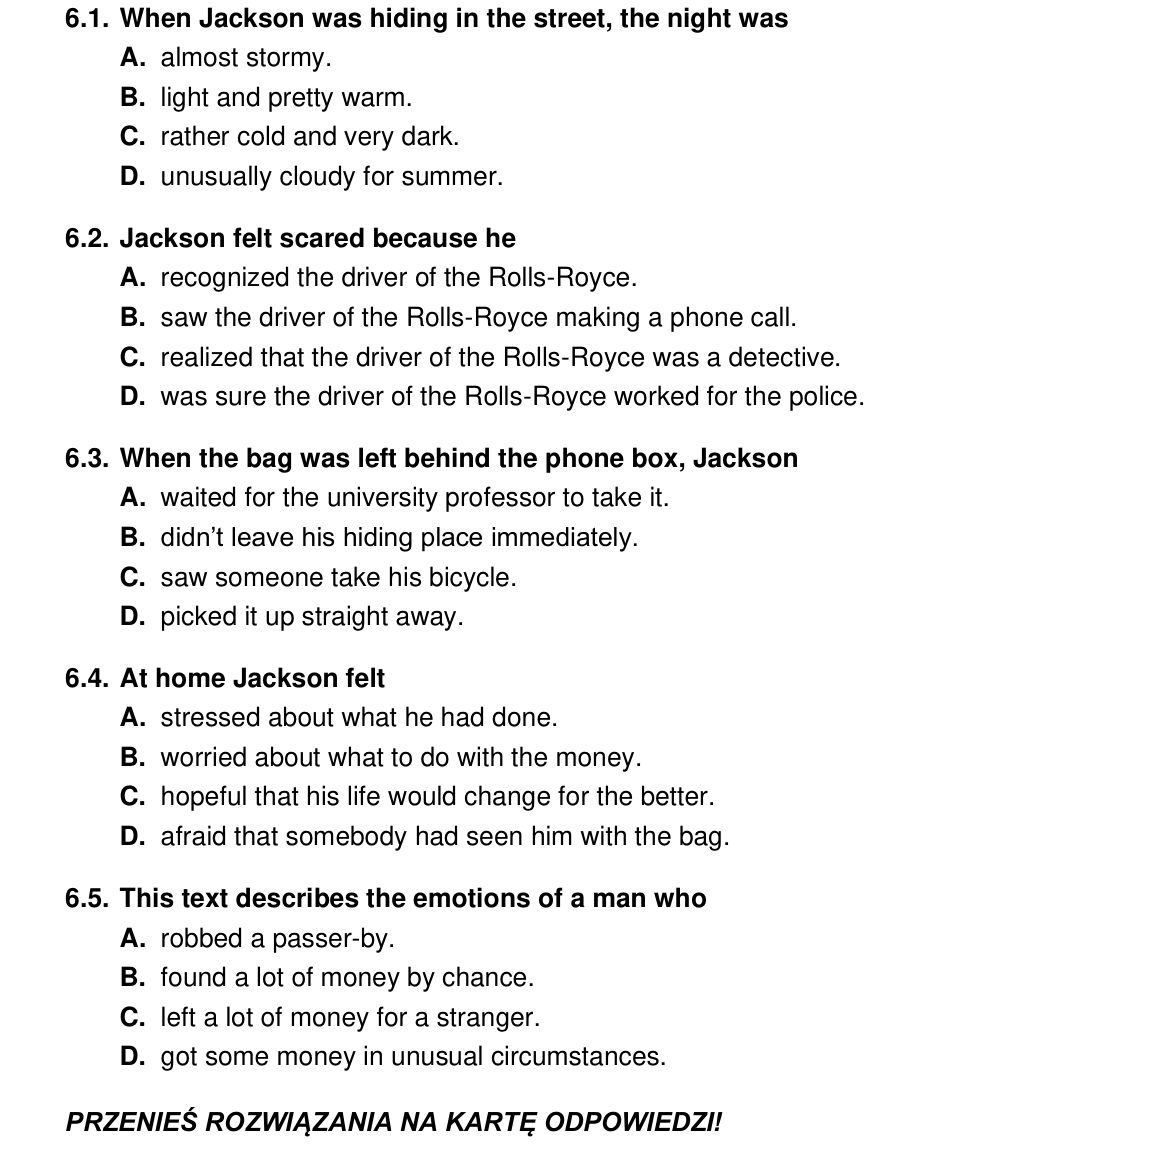 6.1. When Jackson was hiding in the street, the night was
A. almost stormy.
B. light and pretty warm.
C. rather cold and very dark.
D. unusually cloudy for summer.
6.2. Jackson felt scared because he
A. recognized the driver of the Rolls-Royce.
B. saw the driver of the Rolls-Royce making a phone call.
C. realized that the driver of the Rolls-Royce was a detective.
D. was sure the driver of the Rolls-Royce worked for the police.
6.3. When the bag was left behind the phone box, Jackson
A. waited for the university professor to take it.
B. didn’t leave his hiding place immediately.
C. saw someone take his bicycle.
D. picked it up straight away.
6.4. At home Jackson felt
A. stressed about what he had done.
B. worried about what to do with the money.
C. hopeful that his life would change for the better.
D. afraid that somebody had seen him with the bag.
6.5. This text describes the emotions of a man who
A. robbed a passer-by.
B. found a lot of money by chance.
C. left a lot of money for a stranger.
D. got some money in unusual circumstances.
PRZENIEŚ ROZWIĄZANIA NA KARTĘ ODPOWIEDZI!